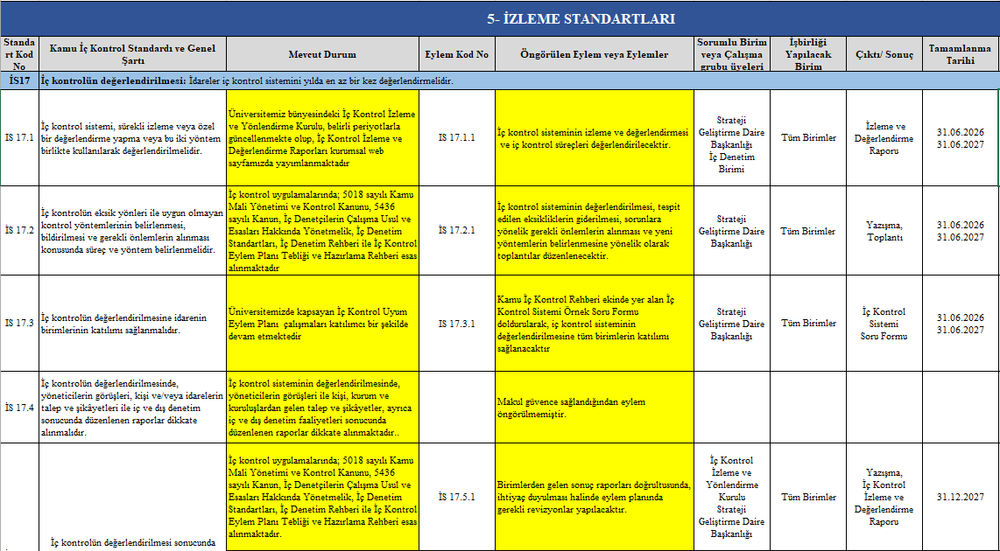 5- İZLEME STANDARTLARI
Standa
rt Kod
No
Kamu İç Kontrol Standardı ve Genel
Şartı
Mevcut Durum
Eylem Kod No
Öngörülen Eylem veya Eylemler
Sorumlu Birim
veya Çalışma
grubu üyeleri
İşbirliği
Yapılacak
Birim
Çıktı/ Sonuç
Tamamlanma
Tarihi
İS17
İç kontrolün değerlendirilmesi: İdareler iç kontrol sistemini yılda en az bir kez değerlendirmelidir.
İS 17.1
İç kontrol sistemi, sürekli izleme veya özel
bir değerlendirme yapma veya bu iki yöntem
birlikte kullanılarak değerlendirilmelidir.
Üniversitemiz bünyesindeki İç Kontrol İzleme
ve Yönlendirme Kurulu, belirli periyotlarla
güncellenmekte olup, İç Kontrol İzleme ve
Değerlendirme Raporları kurumsal web
sayfamızda yayımlanmaktadır
İS 17.1.1
İç kontrol sisteminin izleme ve değerlendirmesi
ve iç kontrol süreçleri değerlendirilecektir.
Strateji
Geliştirme Daire
Başkanlığı
İç Denetim
Birimi
Tüm Birimler
İzleme ve
Değerlendirme
Raporu
31.06.2026
31.06.2027
İS 17.2
İç kontrolün eksik yönleri ile uygun olmayan
kontrol yöntemlerinin belirlenmesi,
bildirilmesi ve gerekli önlemlerin alınması
konusunda süreç ve yöntem belirlenmelidir.
İç kontrol uygulamalarında; 5018 sayılı Kamu
Mali Yönetimi ve Kontrol Kanunu, 5436
sayılı Kanun, İç Denetçilerin Çalışma Usul ve
Esasları Hakkında Yönetmelik, İç Denetim
Standartları, İç Denetim Rehberi ile İç Kontrol
Eylem Planı Tebliği ve Hazırlama Rehberi esas
alınmaktadır
İS 17.2.1
İç kontrol sisteminin değerlendirilmesi, tespit
edilen eksikliklerin giderilmesi, sorunlara
yönelik gerekli önlemlerin alınması ve yeni
yöntemlerin belirlenmesine yönelik olarak
toplantılar düzenlenecektir.
Strateji
Geliştirme Daire
Başkanlığı
Tüm Birimler
Yazışma,
Toplantı
31.06.2026
31.06.2027
İS 17.3
İç kontrolün değerlendirilmesine idarenin
birimlerinin katılımı sağlanmalıdır.
Üniversitemizde kapsayan İç Kontrol Uyum
Eylem Planı  çalışmaları katılımcı bir şekilde
devam etmektedir
İS 17.3.1
Kamu İç Kontrol Rehberi ekinde yer alan İç
Kontrol Sistemi Örnek Soru Formu
doldurularak, iç kontrol sisteminin
değerlendirilmesine tüm birimlerin katılımı
sağlanacaktır
Strateji
Geliştirme Daire
Başkanlığı
Tüm Birimler
İç Kontrol
Sistemi
Soru Formu
31.06.2026
31.06.2027
İS 17.4
İç kontrolün değerlendirilmesinde,
yöneticilerin görüşleri, kişi ve/veya idarelerin
talep ve şikâyetleri ile iç ve dış denetim
sonucunda düzenlenen raporlar dikkate
alınmalıdır.
İç kontrol sisteminin değerlendirilmesinde,
yöneticilerin görüşleri ile kişi, kurum ve
kuruluşlardan gelen talep ve şikâyetler, ayrıca
iç ve dış denetim faaliyetleri sonucunda
düzenlenen raporlar dikkate alınmaktadır..
Makul güvence sağlandığından eylem
öngörülmemiştir.
İç kontrolün değerlendirilmesi sonucunda
İç kontrol uygulamalarında; 5018 sayılı Kamu
Mali Yönetimi ve Kontrol Kanunu, 5436
sayılı Kanun, İç Denetçilerin Çalışma Usul ve
Esasları Hakkında Yönetmelik, İç Denetim
Standartları, İç Denetim Rehberi ile İç Kontrol
Eylem Planı Tebliği ve Hazırlama Rehberi esas
alınmaktadır.
İS 17.5.1
Birimlerden gelen sonuç raporları doğrultusunda,
ihtiyaç duyulması halinde eylem planında
gerekli revizyonlar yapılacaktır.
İç Kontrol
İzleme ve
Yönlendirme
Kurulu
Strateji
Geliştirme Daire
Başkanlığı
Tüm Birimler
Yazışma,
İç Kontrol
İzleme ve
Değerlendirme
Raporu
31.12.2027